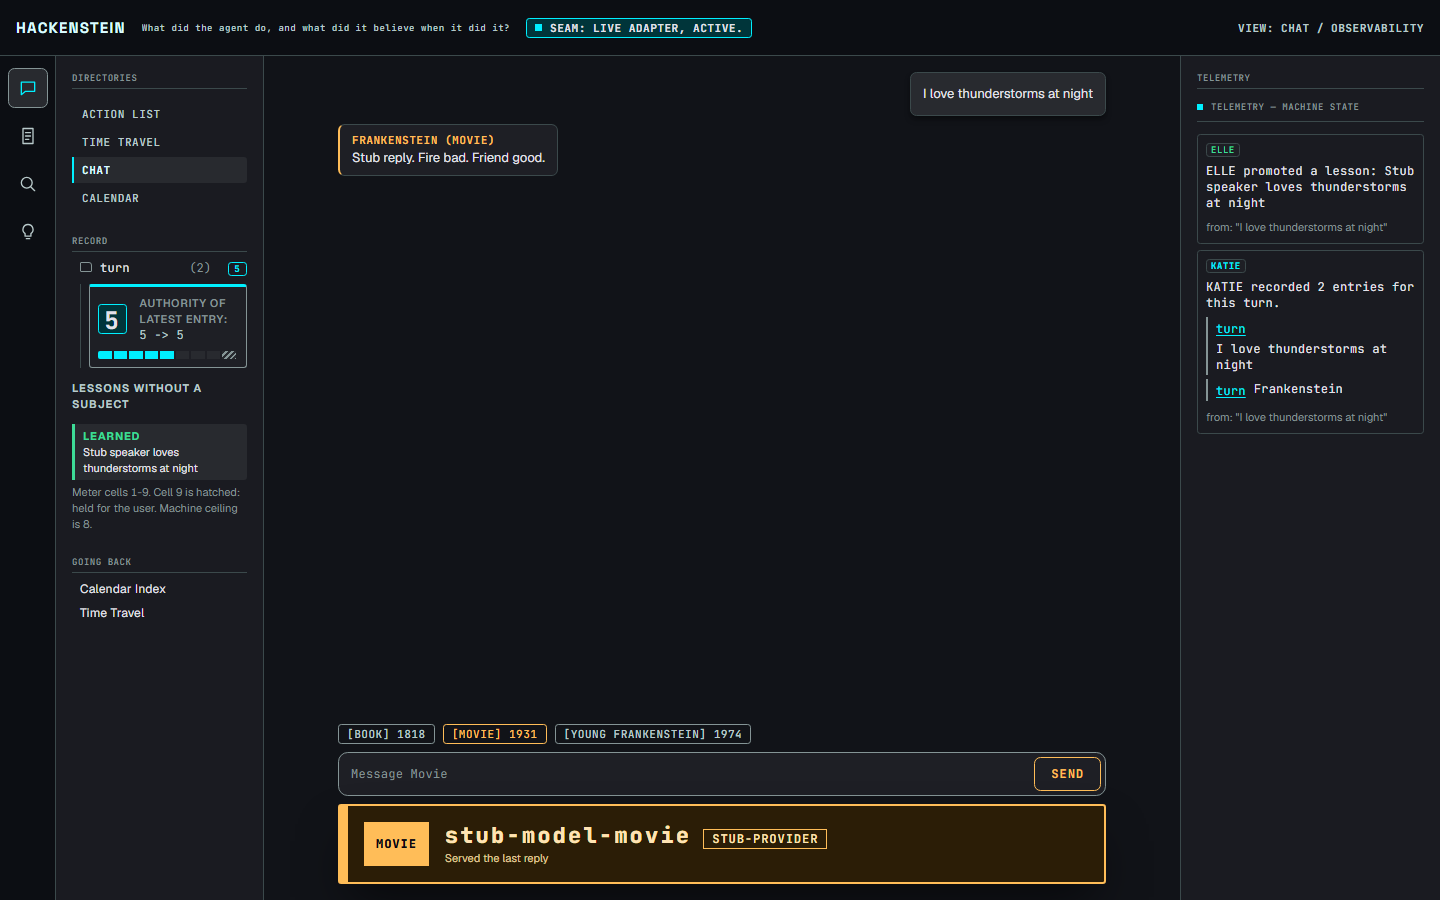 HACKENSTEIN
What did the agent do, and what did it believe when it did it?
SEAM: LIVE ADAPTER, ACTIVE.
VIEW: CHAT / OBSERVABILITY
DIRECTORIES
ACTION LIST
TIME TRAVEL
CHAT
CALENDAR
RECORD
turn (2) 5
5
AUTHORITY OF
LATEST ENTRY:
5 -> 5
LESSONS WITHOUT A
SUBJECT
LEARNED
Stub speaker loves
thunderstorms at night
Meter cells 1-9. Cell 9 is hatched:
held for the user. Machine ceiling
is 8.
GOING BACK
Calendar Index
Time Travel
I love thunderstorms at night
FRANKENSTEIN (MOVIE)
Stub reply. Fire bad. Friend good.
[BOOK] 1818
[MOVIE] 1931
[YOUNG FRANKENSTEIN] 1974
Message Movie
SEND
MOVIE
stub-model-movie
STUB-PROVIDER
Served the last reply
TELEMETRY
TELEMETRY — MACHINE STATE
ELLE
ELLE promoted a lesson: Stub
speaker loves thunderstorms
at night
from: "I love thunderstorms at night"
KATIE
KATIE recorded 2 entries for
this turn.
turn
I love thunderstorms at
night
turn Frankenstein
from: "I love thunderstorms at night"